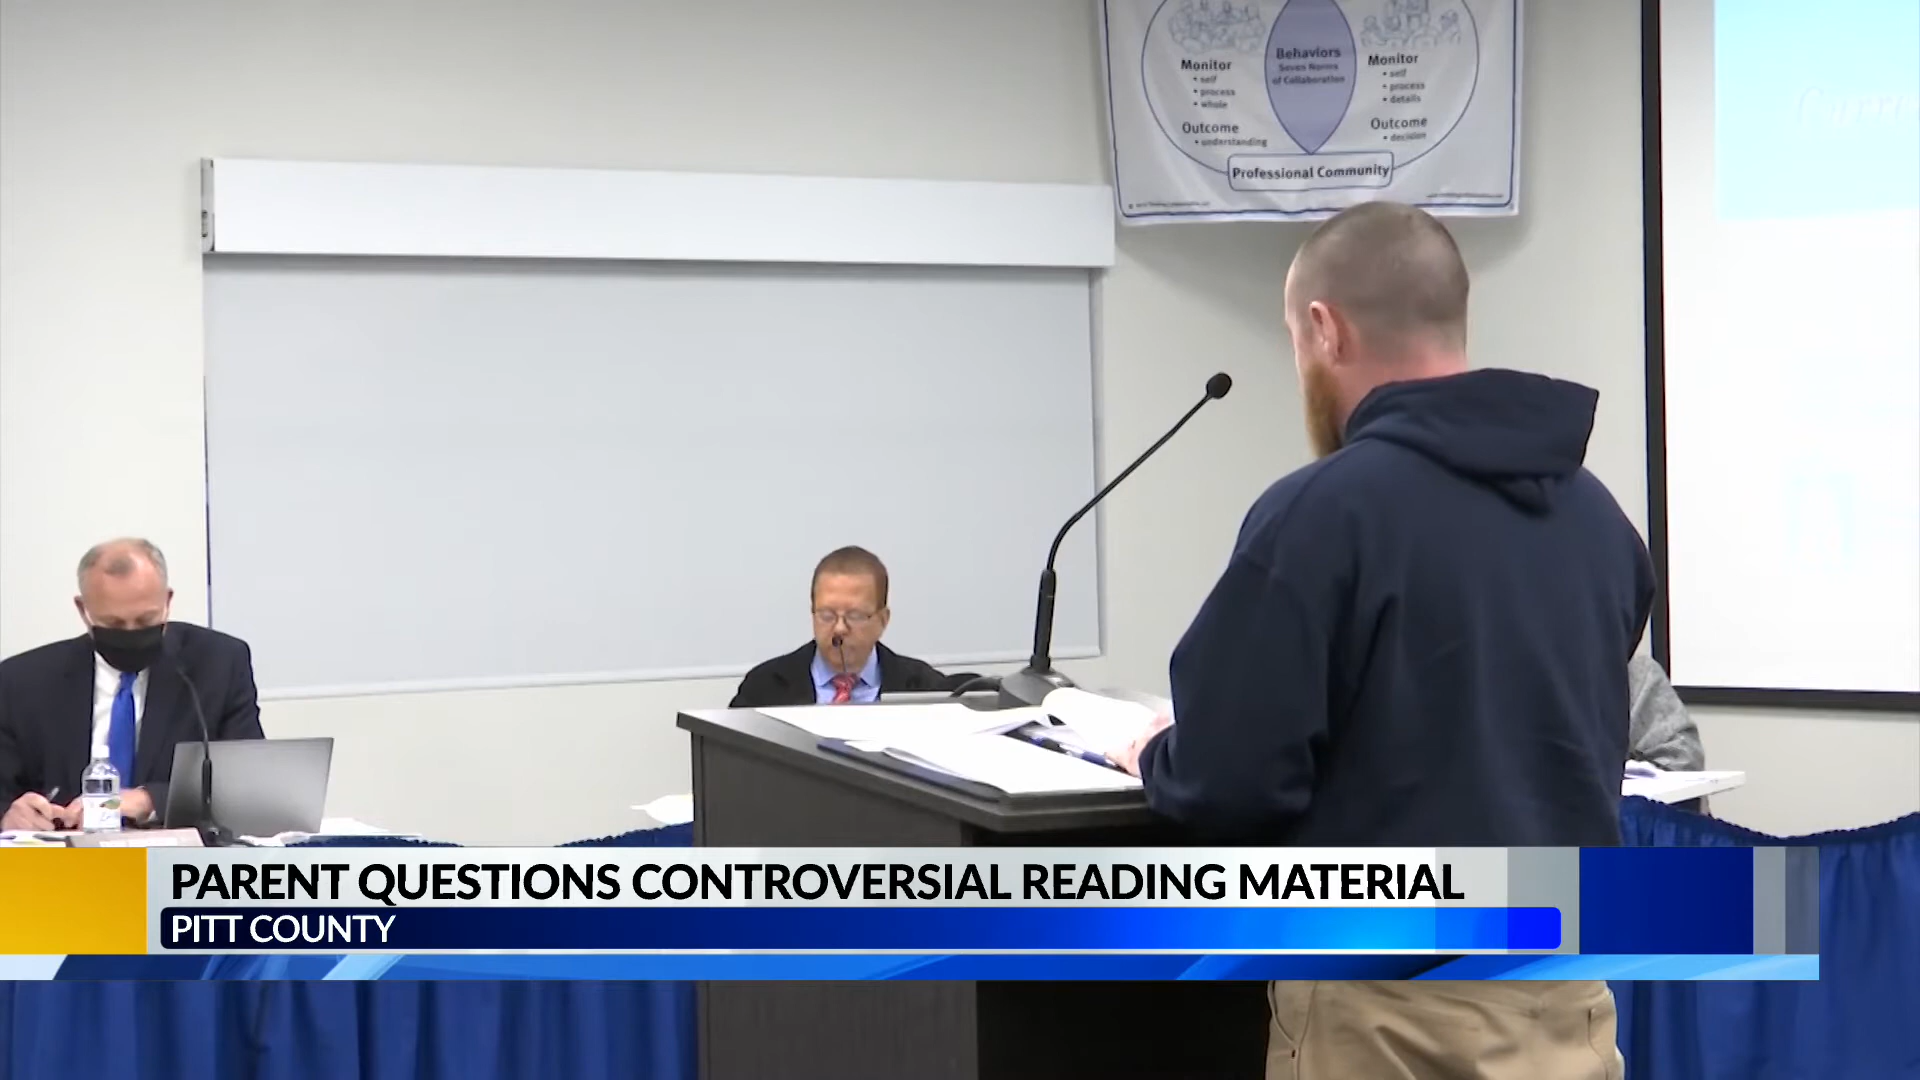 Behaviors
Seven Norms
of Collaboration
Monitor
• self
• process
• whole
Outcome
• understanding
Monitor
• self
• process
• details
Outcome
• decision
Professional Community
PARENT QUESTIONS CONTROVERSIAL READING MATERIAL
PITT COUNTY